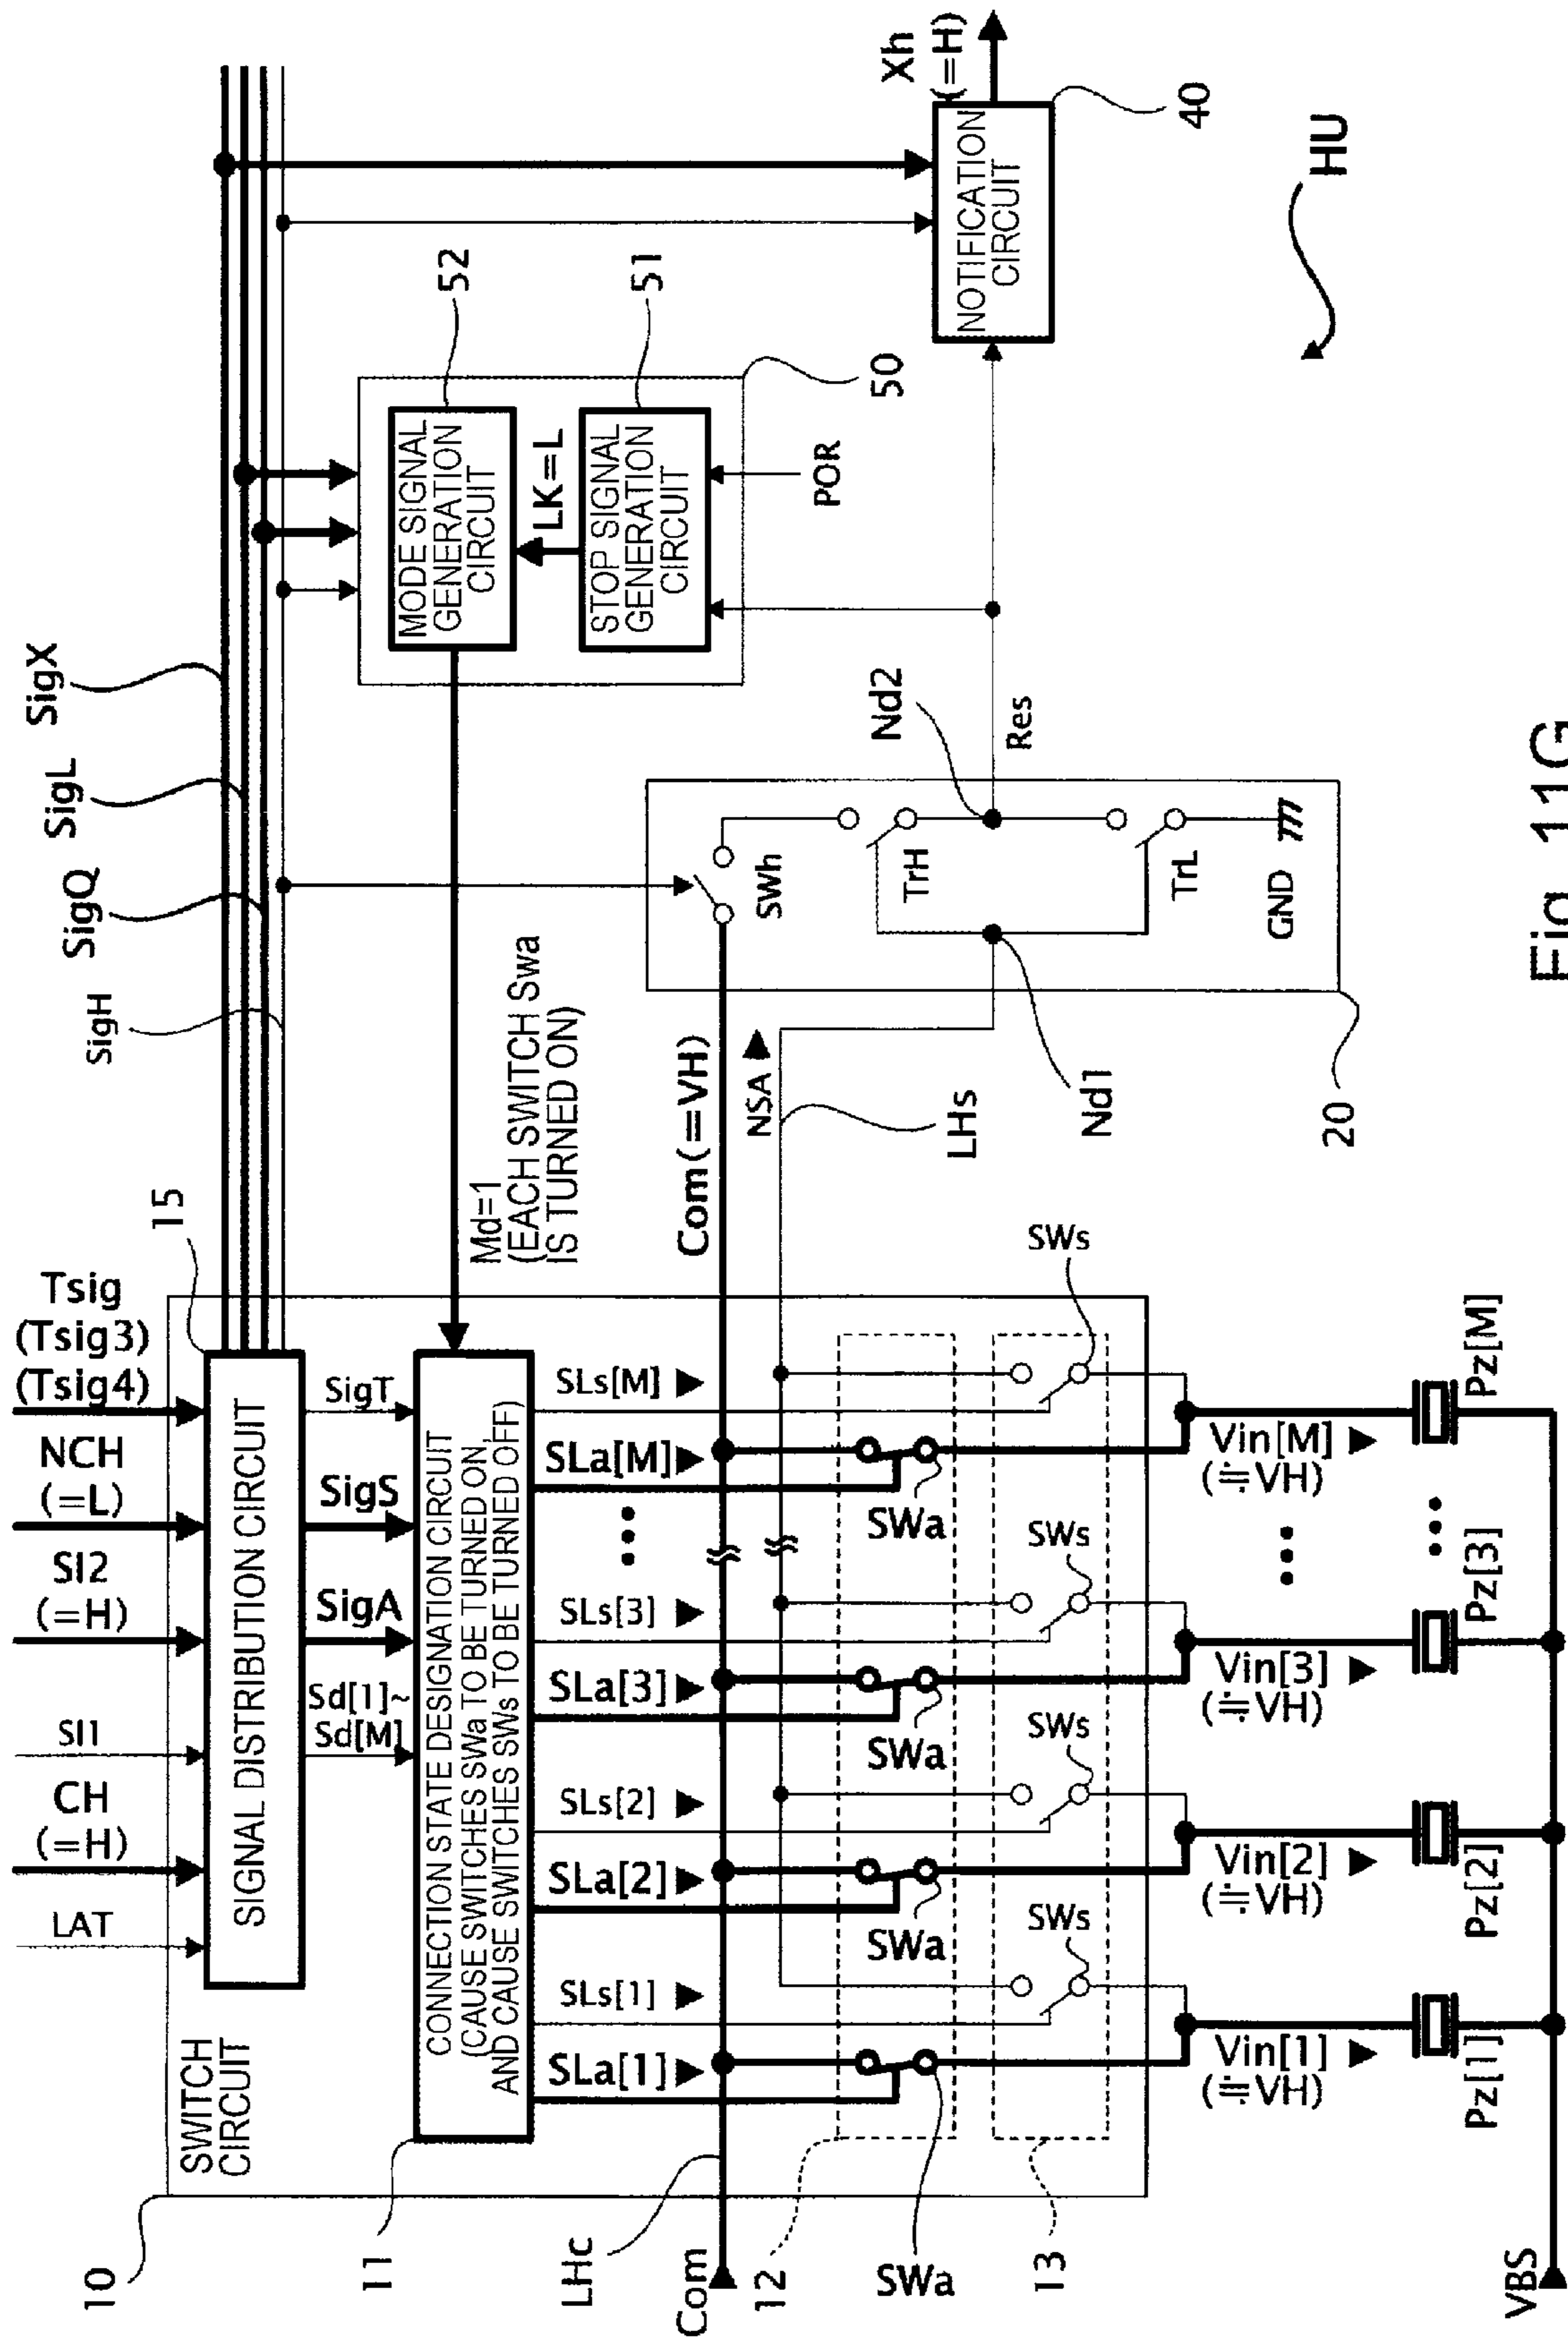 SWITCH
CIRCUIT
10
LAT
CH
(=H)
SI1
SI2
(=H)
NCH
(=L)
Tsig
(Tsig3)
(Tsig4)
15
SIGNAL DISTRIBUTION CIRCUIT
SigH
SigQ
SigL
SigX
Sd[1]~
Sd[M]
SigA
SigS
SigT
11
CONNECTION STATE DESIGNATION CIRCUIT
(CAUSE SWITCHES SWa TO BE TURNED ON,
AND CAUSE SWITCHES SWs TO BE TURNED OFF)
Md=1
(EACH SWITCH Swa
IS TURNED ON)
MODE SIGNAL
GENERATION
CIRCUIT
52
LK=L
STOP SIGNAL
GENERATION
CIRCUIT
51
POR
50
SLa[1]
SLs[1]
SLa[2]
SLs[2]
SLa[3]
SLs[3]
•••
SLa[M]
SLs[M]
LHc
Com
Com(=VH)
NSA
LHs
12
SWa
SWa
SWa
SWa
13
SWs
SWs
SWs
SWs
SWh
TrH
TrL
GND
Nd1
Nd2
Res
20
NOTIFICATION
CIRCUIT
40
Xh
(=H)
HU
Vin[1]
(≒VH)
Vin[2]
(≒VH)
Vin[3]
(≒VH)
•••
Vin[M]
(≒VH)
Pz[1]
Pz[2]
Pz[3]
•••
Pz[M]
VBS
Fig. 11G